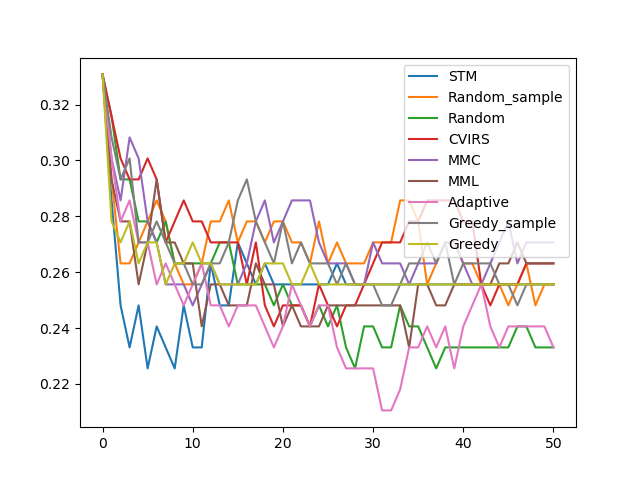 0.32
0.30
0.28
0.26
0.24
0.22
0
10
20
30
40
50
STM
Random_sample
Random
CVIRS
MMC
MML
Adaptive
Greedy_sample
Greedy